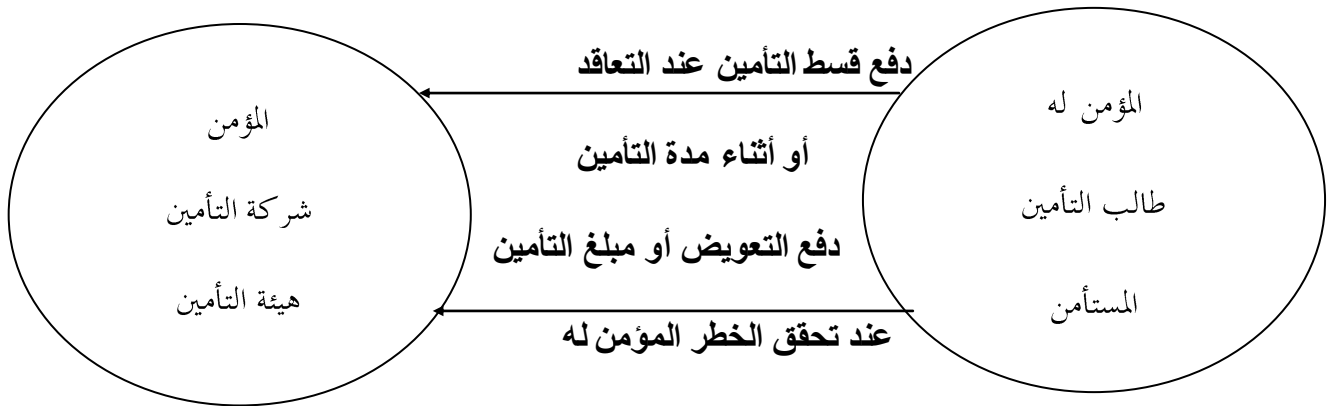 المؤمن له
طالب التأمين
المستأمن
دفع قسط التأمين عند التعاقد
أو أثناء مدة التأمين
دفع التعويض أو مبلغ التأمين
عند تحقق الخطر المؤمن له
المؤمن
شركة التأمين
هيئة التأمين